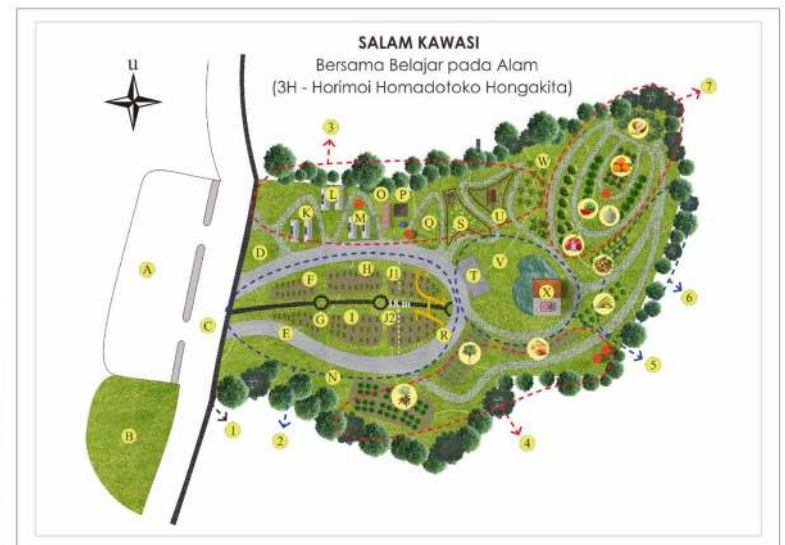 SALAM KAWASI
Bersama Belajar pada Alam
(3H - Horimoi Homadotoko Hongakita)
u
7
3
W
L
O
P
K
M
Q
S
U
D
A
F
H
J1
T
V
X
18 m
6
C
G
I
J2
R
E
5
N
B
1
2
4